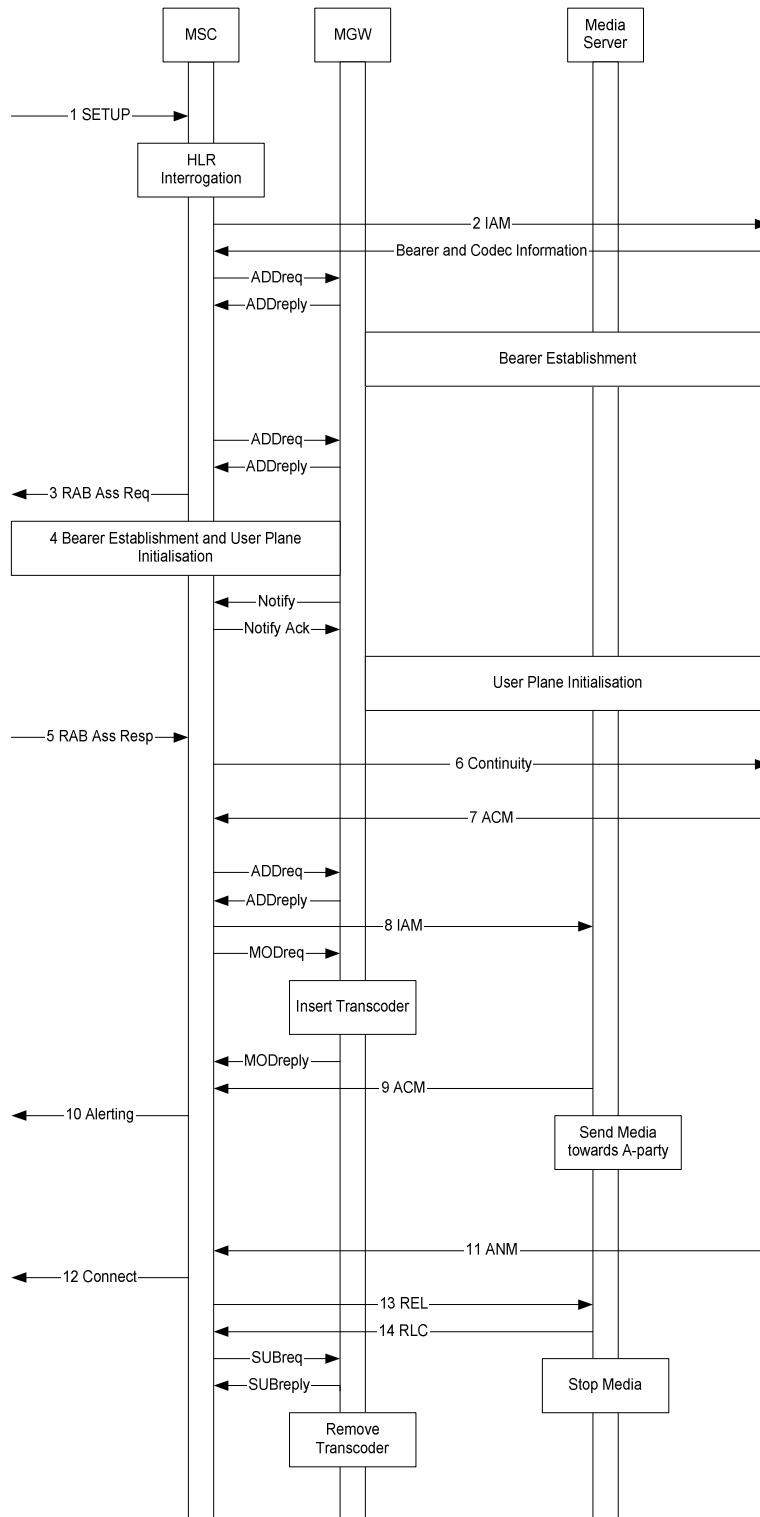 MSC
MGW
Media
Server
1 SETUP
HLR
Interrogation
2 IAM
Bearer and Codec Information
ADDreq
ADDreply
Bearer Establishment
ADDreq
ADDreply
3 RAB Ass Req
4 Bearer Establishment and User Plane
Initialisation
Notify
Notify Ack
User Plane Initialisation
5 RAB Ass Resp
6 Continuity
7 ACM
ADDreq
ADDreply
8 IAM
MODreq
Insert Transcoder
MODreply
9 ACM
10 Alerting
Send Media
towards A-party
11 ANM
12 Connect
13 REL
14 RLC
SUBreq
SUBreply
Stop Media
Remove
Transcoder